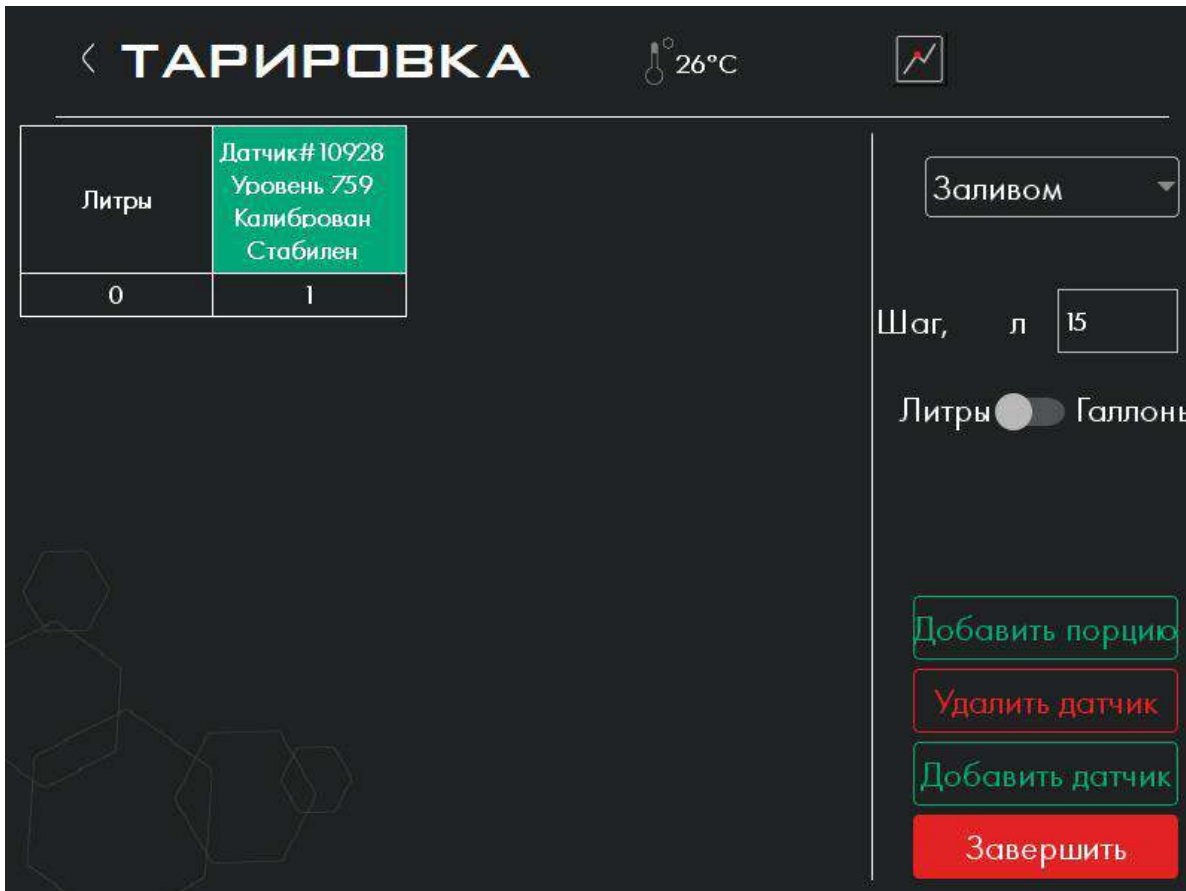 ТАРИРОВКА
26°C
Литры
Датчик#10928
Уровень 759
Калиброван
Стабилен
0
1
Заливом
Шаг, л
15
Литры
Галлоны
Добавить порцию
Удалить датчик
Добавить датчик
Завершить